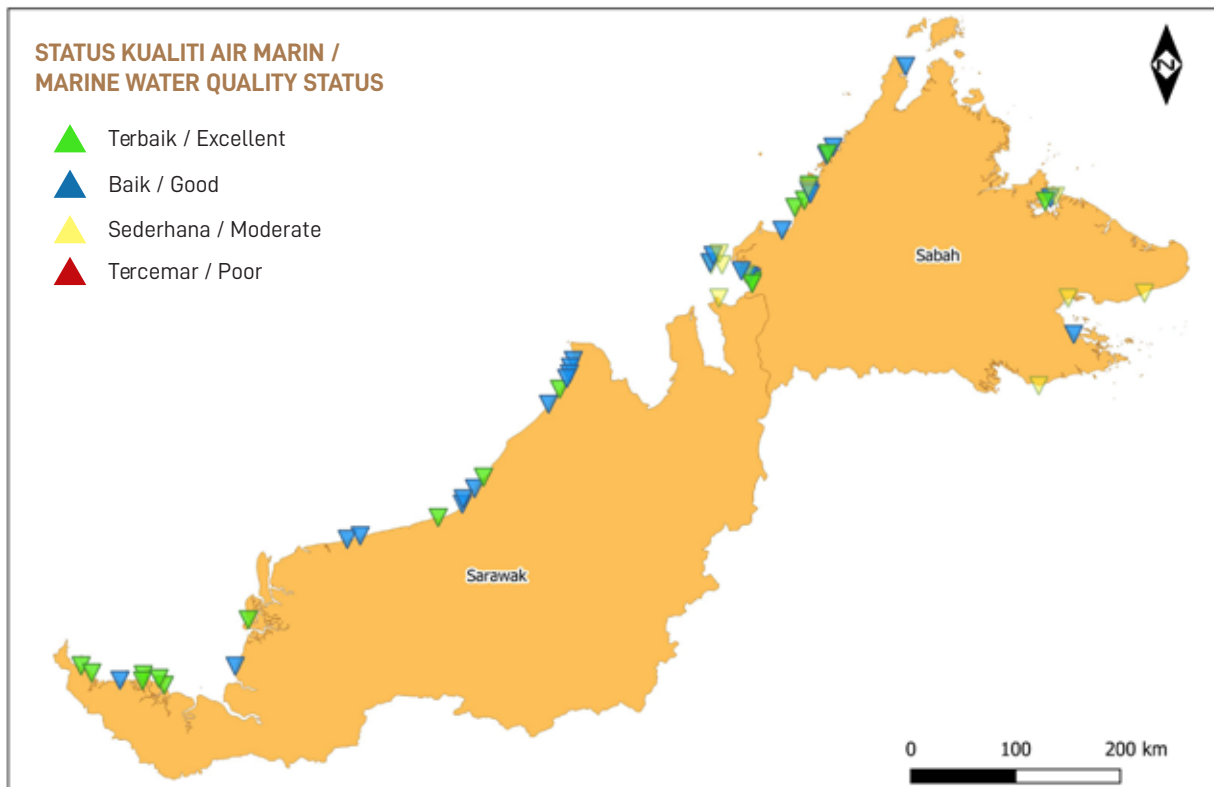 STATUS KUALITI AIR MARIN /
MARINE WATER QUALITY STATUS
Terbaik / Excellent
Baik / Good
Sederhana / Moderate
Tercemar / Poor
N
Sabah
Sarawak
0 100 200 km